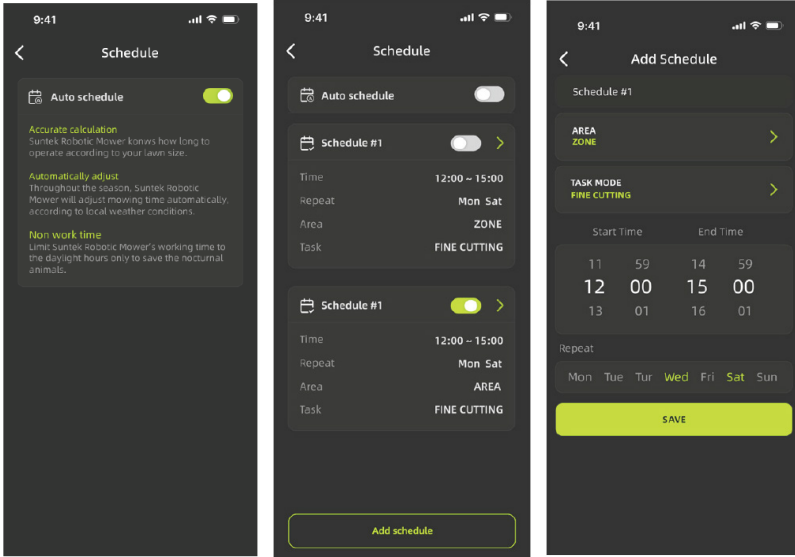 9:41
Schedule
Auto schedule
Accurate calculation
Suntek Robotic Mower konws how long to
operate according to your lawn size.
Automatically adjust
Throughout the season, Suntek Robotic
Mower will adjust mowing time automatically,
according to local weather conditions.
Non work time
Limit Suntek Robotic Mower's working time to
the daylight hours only to save the nocturnal
animals.
9:41
Schedule
Auto schedule
Schedule #1
Time 12:00 ~ 15:00
Repeat Mon Sat
Area ZONE
Task FINE CUTTING
Schedule #1
Time 12:00 ~ 15:00
Repeat Mon Sat
Area AREA
Task FINE CUTTING
Add schedule
9:41
Add Schedule
Schedule #1
AREA
ZONE
TASK MODE
FINE CUTTING
Start Time End Time
11 59 14 59
12 00 15 00
13 01 16 01
Repeat
Mon Tue Tur Wed Fri Sat Sun
SAVE